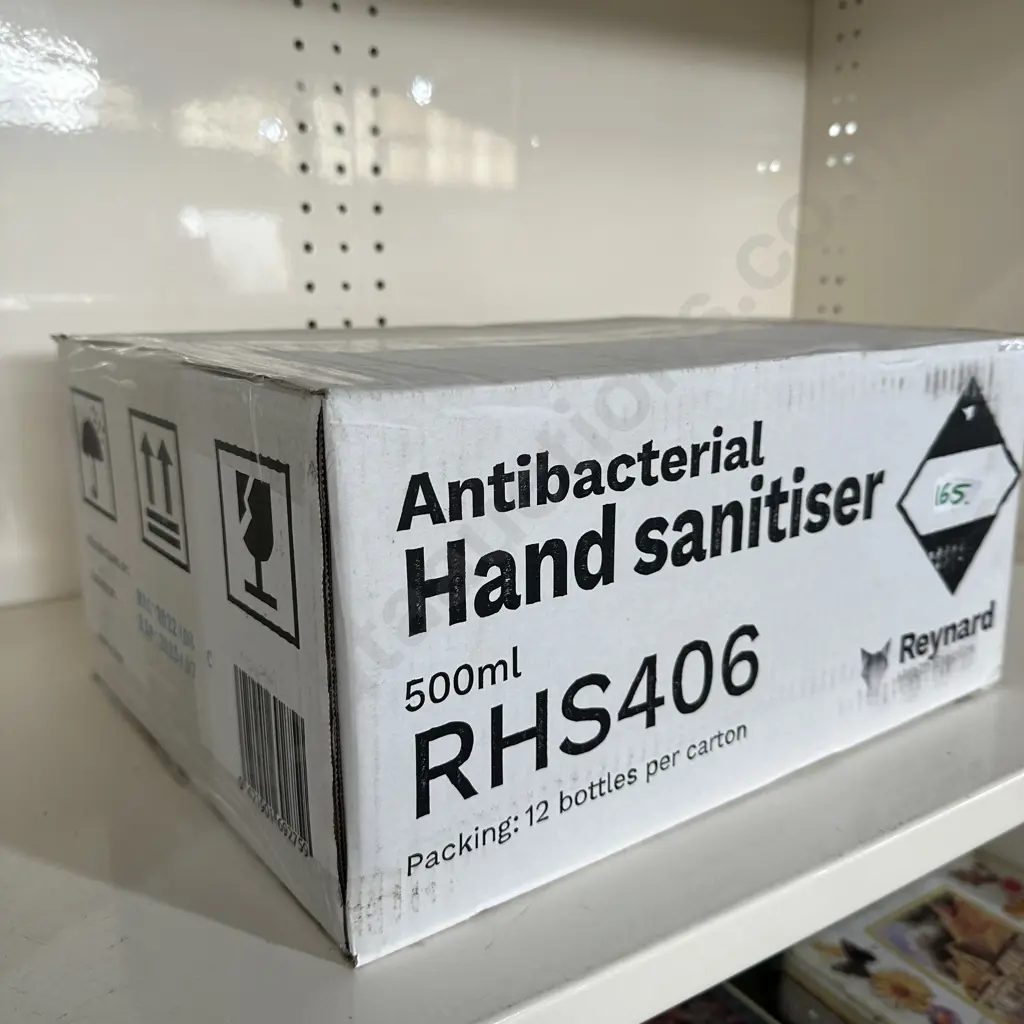 Antibacterial
Hand sanitiser
500ml
RHS406
Packing: 12 bottles per carton
165
Reynard